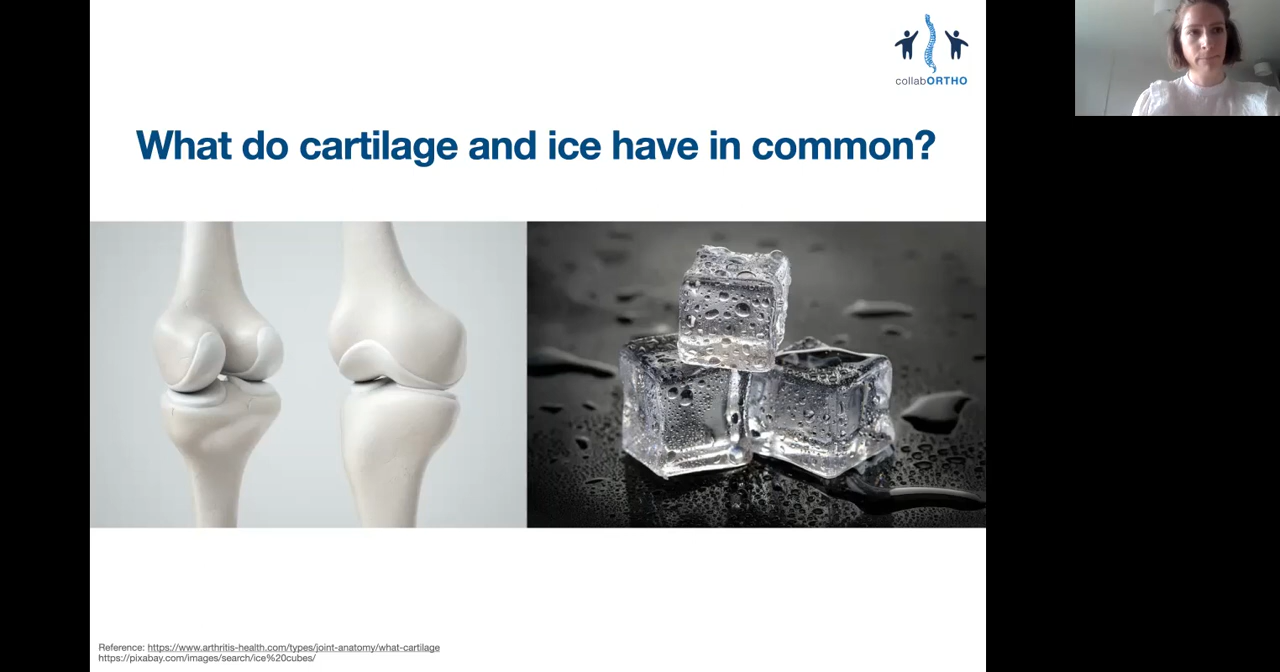 collabORTHO
What do cartilage and ice have in common?
Reference: https://www.arthritis-health.com/types/joint-anatomy/what-cartilage
https://pixabay.com/images/search/ice%20cubes/